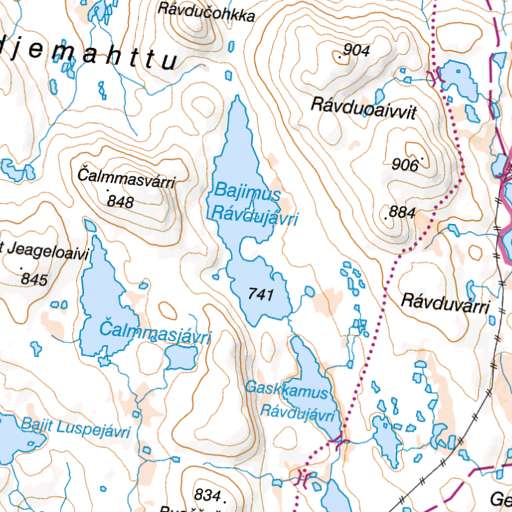 Rávdučohkka
djemahttu
904
Rávduoaivvit
906
Čalmmasvárri
848
Bajimus
Rávdujávri
884
t Jeageloaivi
845
741
Rávduvárri
Čalmmasjávri
Gaskkamus
Rávdujávri
Bajit Luspejávri
834
Ge